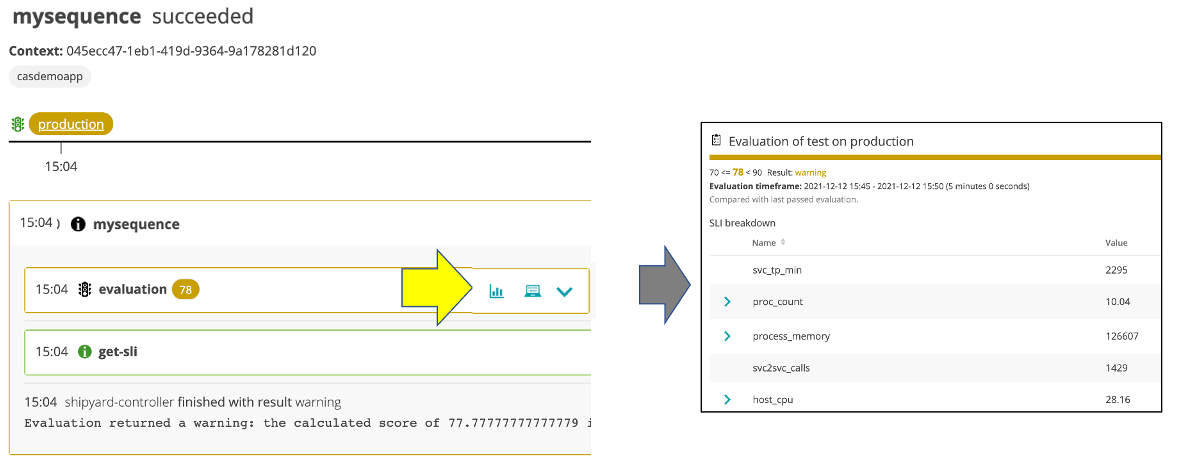 mysequence succeeded
Context: 045ecc47-1eb1-419d-9364-9a178281d120
casdemoapp
production
15:04
15:04 ) mysequence
15:04 evaluation 78
15:04 get-sli
15:04 shipyard-controller finished with result warning
Evaluation returned a warning: the calculated score of 77.77777777777779 i
Evaluation of test on production
70 <= 78 < 90 Result: warning
Evaluation timeframe: 2021-12-12 15:45 - 2021-12-12 15:50 (5 minutes 0 seconds)
Compared with last passed evaluation.
SLI breakdown
Name Value
svc_tp_min 2295
proc_count 10.04
process_memory 126607
svc2svc_calls 1429
host_cpu 28.16